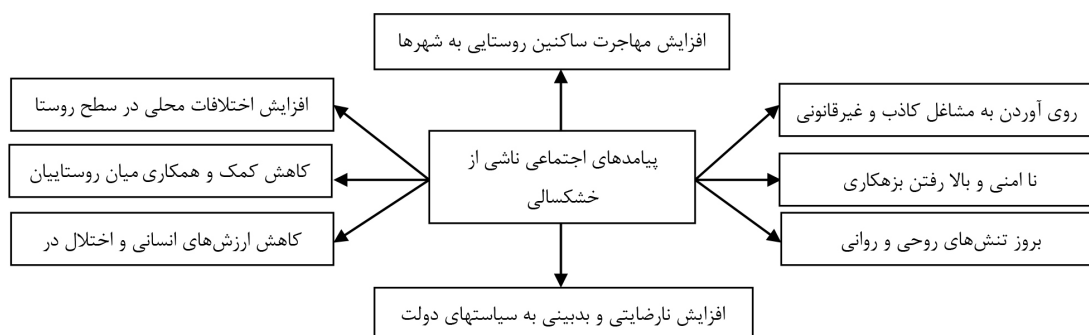 افزایش مهاجرت ساکنین روستایی به شهرها
روی آوردن به مشاغل کاذب و غیرقانونی
افزایش اختلافات محلی در سطح روستا
پیامدهای اجتماعی ناشی از
خشکسالی
نا امنی و بالا رفتن بزهکاری
کاهش کمک و همکاری میان روستاییان
بروز تنش‌های روحی و روانی
کاهش ارزش‌های انسانی و اختلال در
افزایش نارضایتی و بدبینی به سیاستهای دولت